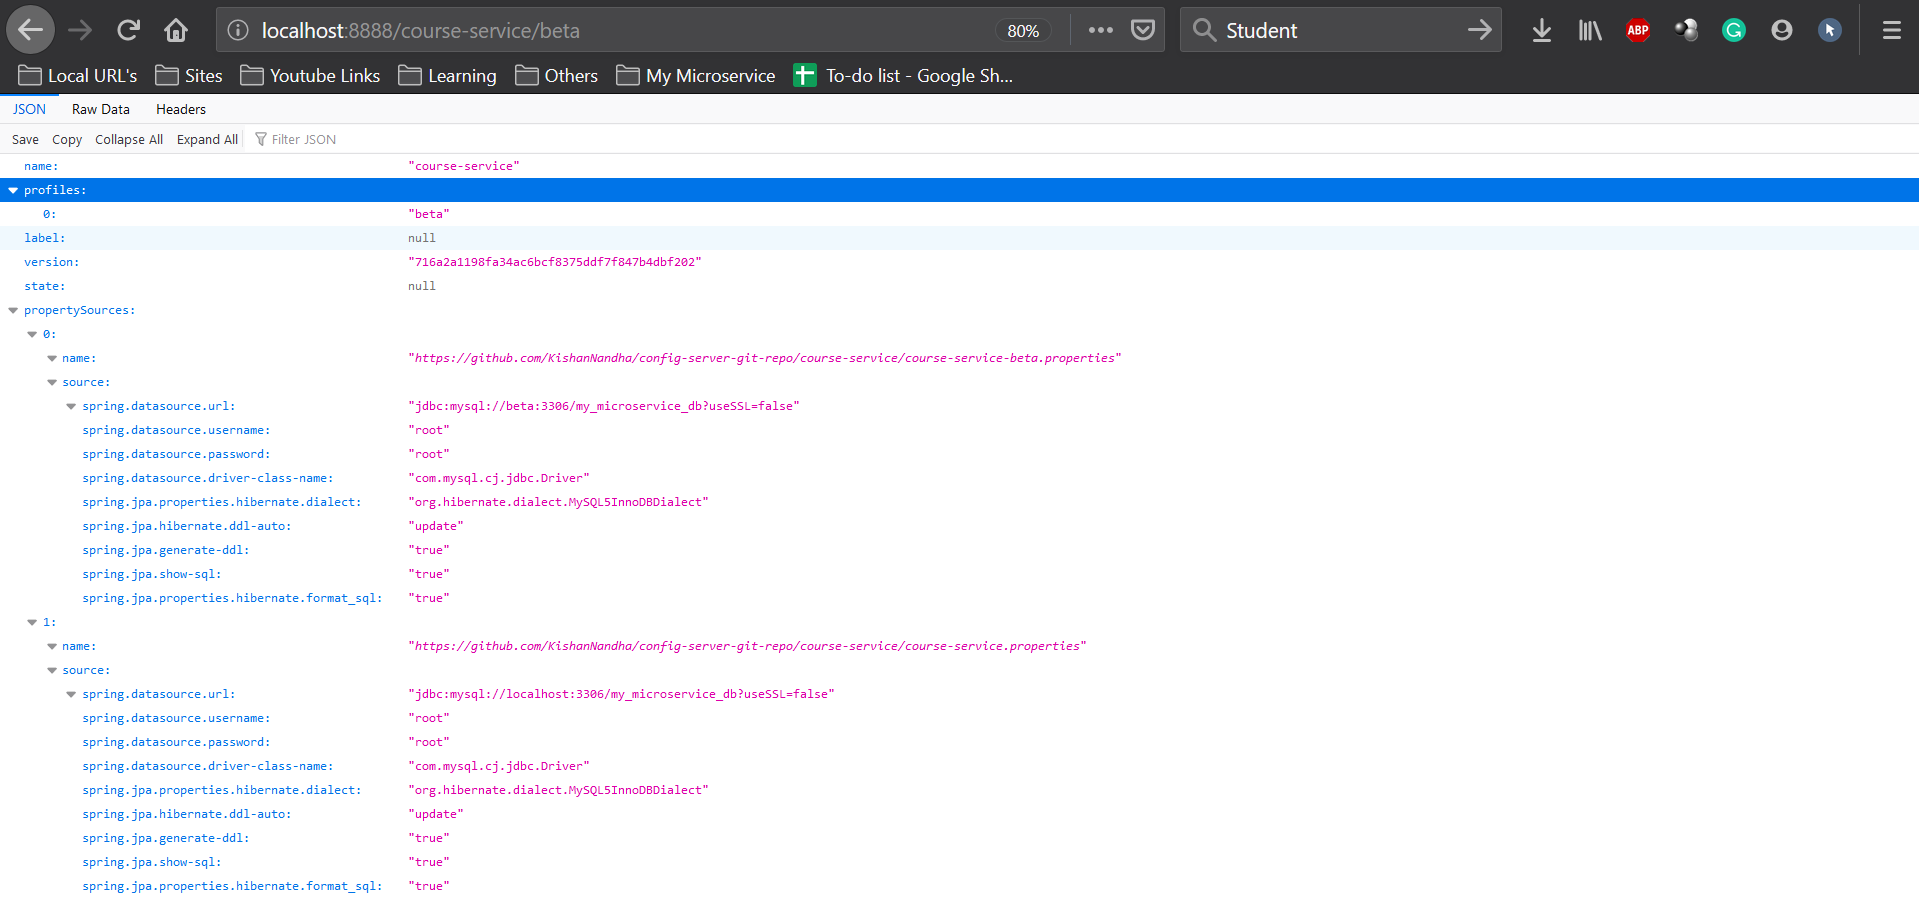 localhost:8888/course-service/beta 80% Student ABP G
Local URL's Sites Youtube Links Learning Others My Microservice To-do list - Google Sh...
JSON Raw Data Headers
Save Copy Collapse All Expand All Filter JSON
name: "course-service"
profiles:
0: "beta"
label: null
version: "716a2a1198fa34ac6bcf8375ddf7f847b4dbf202"
state: null
propertySources:
0:
name: "https://github.com/KishanNandha/config-server-git-repo/course-service/course-service-beta.properties"
source:
spring.datasource.url: "jdbc:mysql://beta:3306/my_microservice_db?useSSL=false"
spring.datasource.username: "root"
spring.datasource.password: "root"
spring.datasource.driver-class-name: "com.mysql.cj.jdbc.Driver"
spring.jpa.properties.hibernate.dialect: "org.hibernate.dialect.MySQL5InnoDBDialect"
spring.jpa.hibernate.ddl-auto: "update"
spring.jpa.generate-ddl: "true"
spring.jpa.show-sql: "true"
spring.jpa.properties.hibernate.format_sql: "true"
1:
name: "https://github.com/KishanNandha/config-server-git-repo/course-service/course-service.properties"
source:
spring.datasource.url: "jdbc:mysql://localhost:3306/my_microservice_db?useSSL=false"
spring.datasource.username: "root"
spring.datasource.password: "root"
spring.datasource.driver-class-name: "com.mysql.cj.jdbc.Driver"
spring.jpa.properties.hibernate.dialect: "org.hibernate.dialect.MySQL5InnoDBDialect"
spring.jpa.hibernate.ddl-auto: "update"
spring.jpa.generate-ddl: "true"
spring.jpa.show-sql: "true"
spring.jpa.properties.hibernate.format_sql: "true"